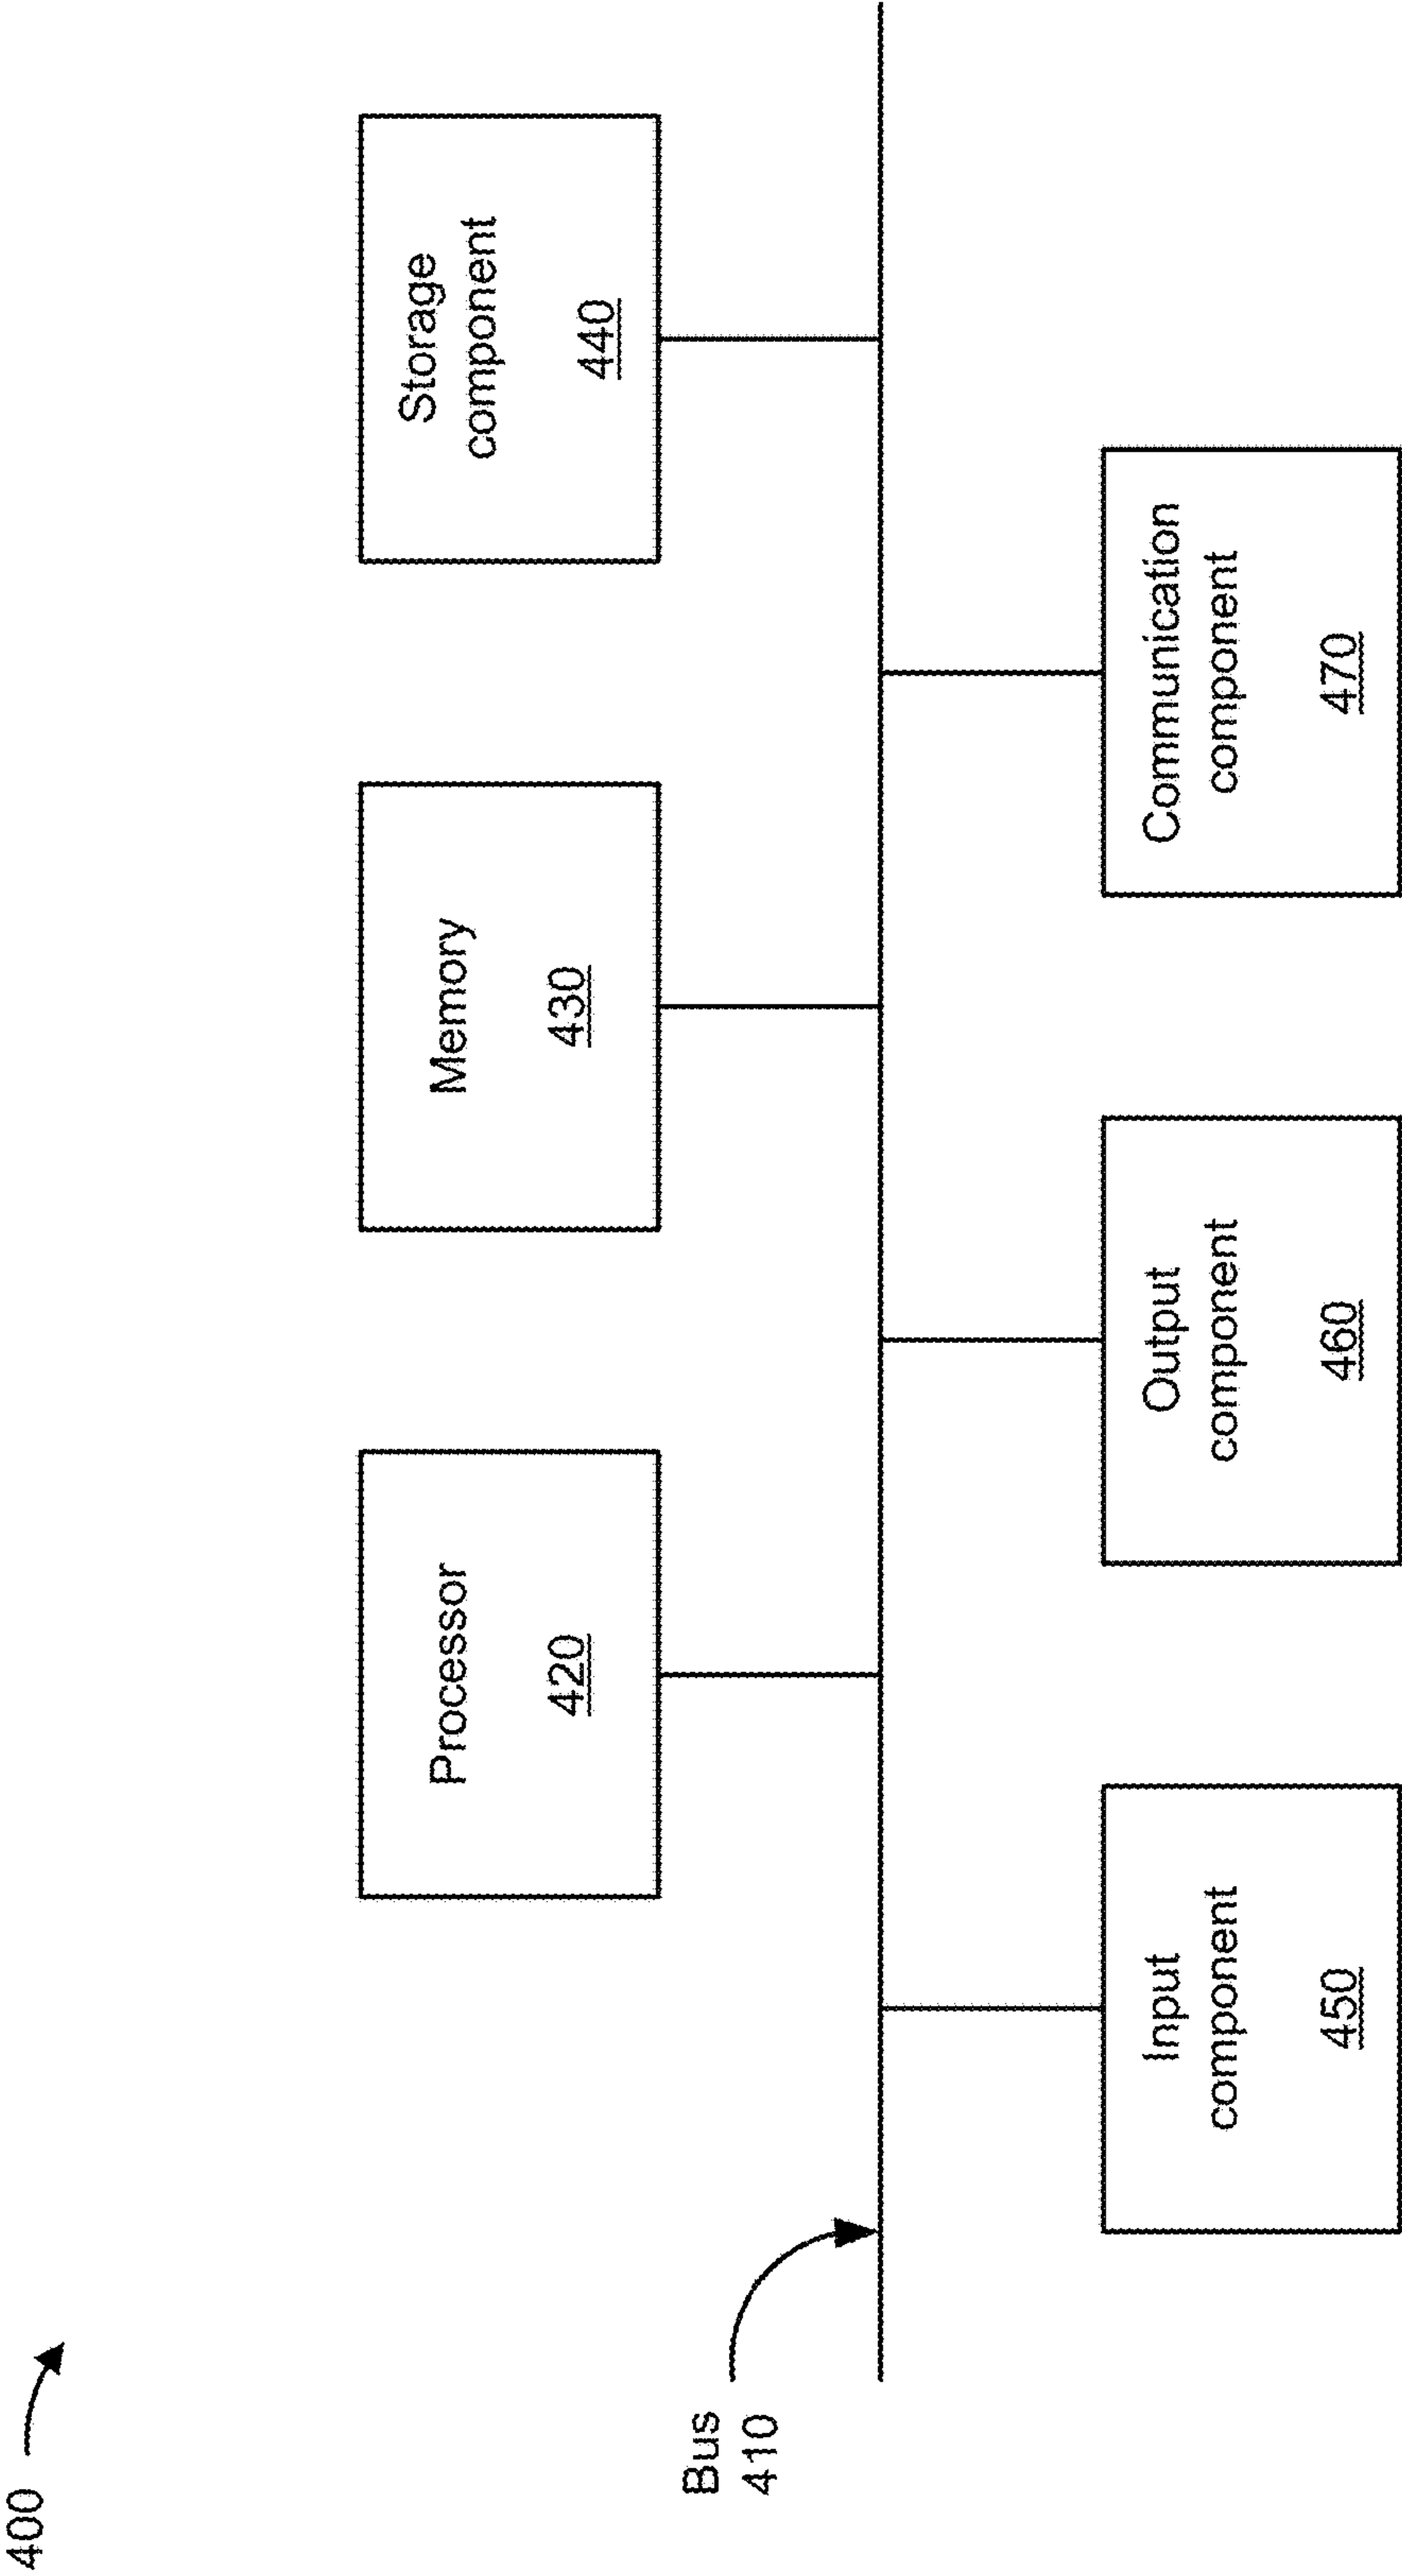 400
Processor
420
Memory
430
Storage
component
440
Bus
410
Input
component
450
Output
component
460
Communication
component
470